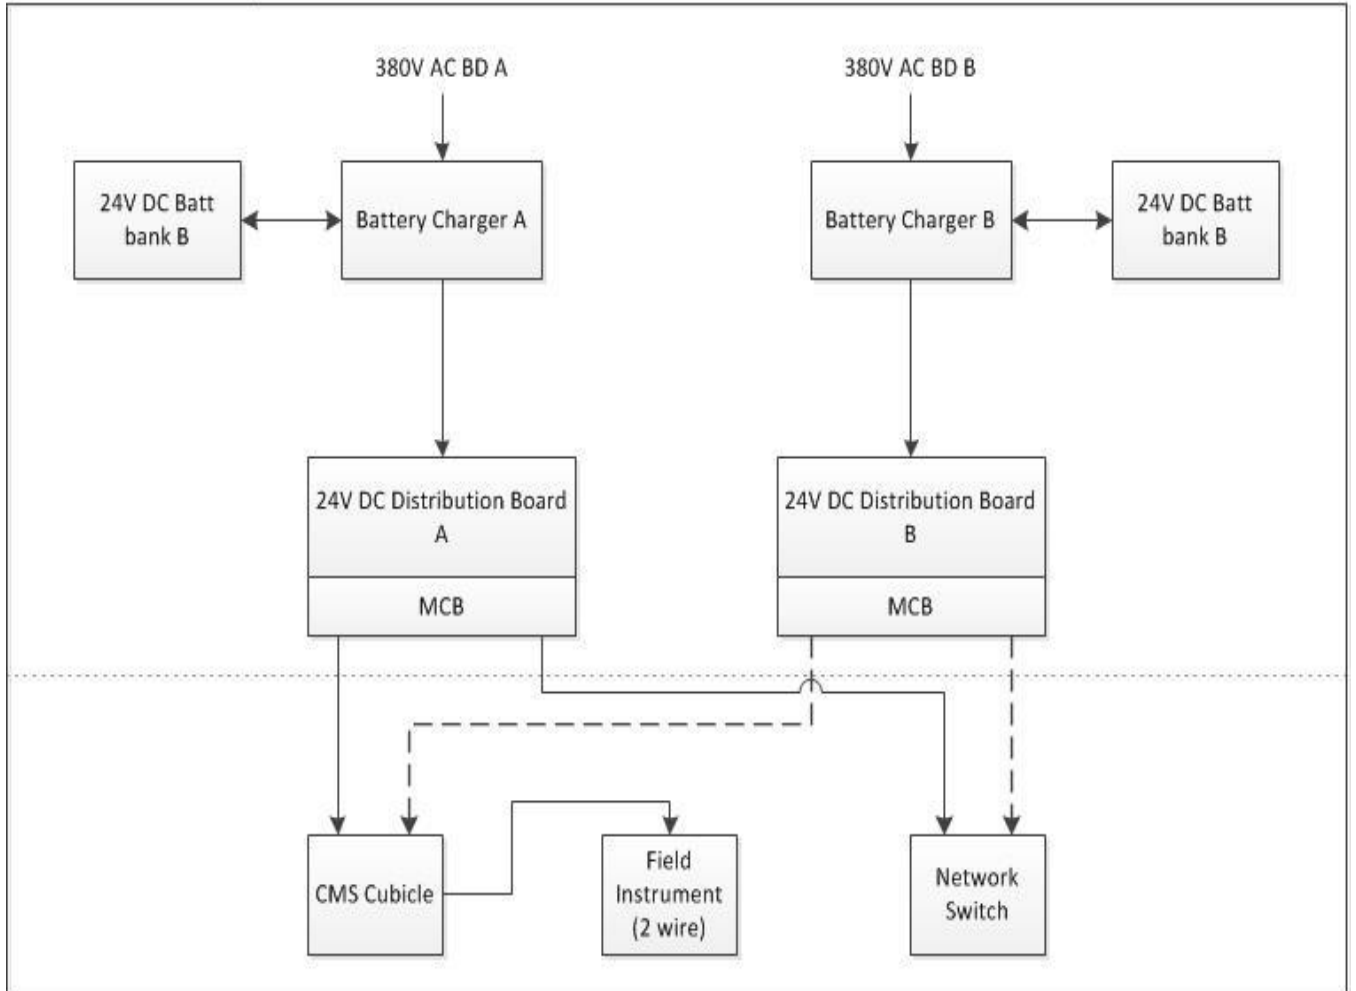 380V AC BD A
380V AC BD B
24V DC Batt
bank B
Battery Charger A
Battery Charger B
24V DC Batt
bank B
24V DC Distribution Board
A
24V DC Distribution Board
B
MCB
MCB
CMS Cubicle
Field
Instrument
(2 wire)
Network
Switch